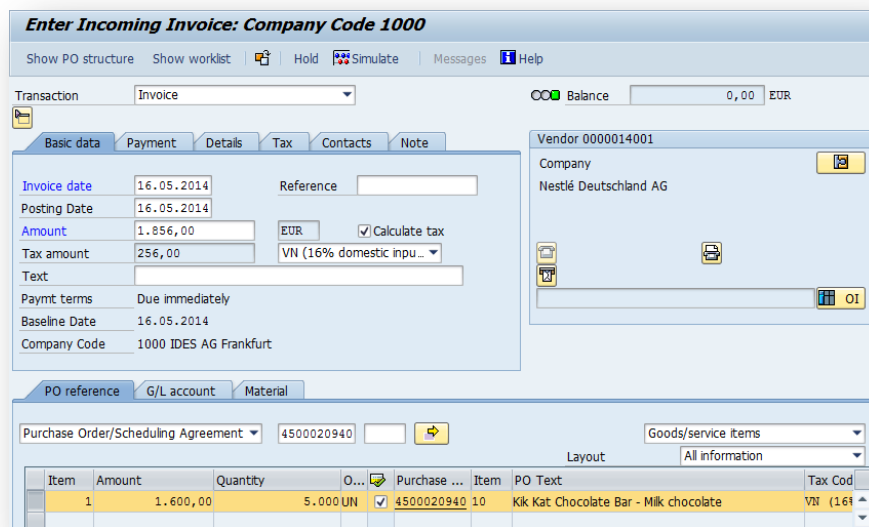 Enter Incoming Invoice: Company Code 1000
Show PO structure Show worklist Hold Simulate Messages Help
Transaction Invoice Balance 0,00 EUR
Basic data Payment Details Tax Contacts Note
Vendor 0000014001
Company
Nestlé Deutschland AG
OI
Invoice date 16.05.2014 Reference
Posting Date 16.05.2014
Amount 1.856,00 EUR Calculate tax
Tax amount 256,00 VN (16% domestic inpu...
Text
Paymt terms Due immediately
Baseline Date 16.05.2014
Company Code 1000 IDES AG Frankfurt
PO reference G/L account Material
Purchase Order/Scheduling Agreement 4500020940 Goods/service items
Layout All information
Item Amount Quantity O... Purchase ... Item PO Text Tax Cod
1 1.600,00 5.000 UN 4500020940 10 Kik Kat Chocolate Bar - Milk chocolate VN (16%